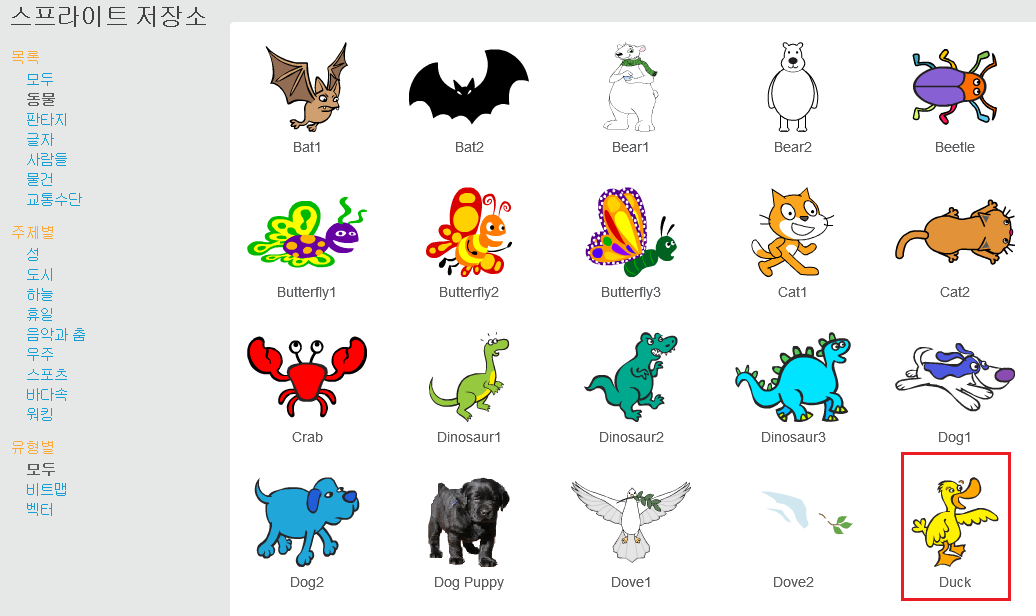 스프라이트 저장소
목록
모두
동물
판타지
글자
사람들
물건
교통수단
주제별
성
도시
하늘
휴일
음악과 춤
우주
스포츠
바다속
워킹
유형별
모두
비트맵
벡터
Bat1 Bat2 Bear1 Bear2 Beetle
Butterfly1 Butterfly2 Butterfly3 Cat1 Cat2
Crab Dinosaur1 Dinosaur2 Dinosaur3 Dog1
Dog2 Dog Puppy Dove1 Dove2 Duck